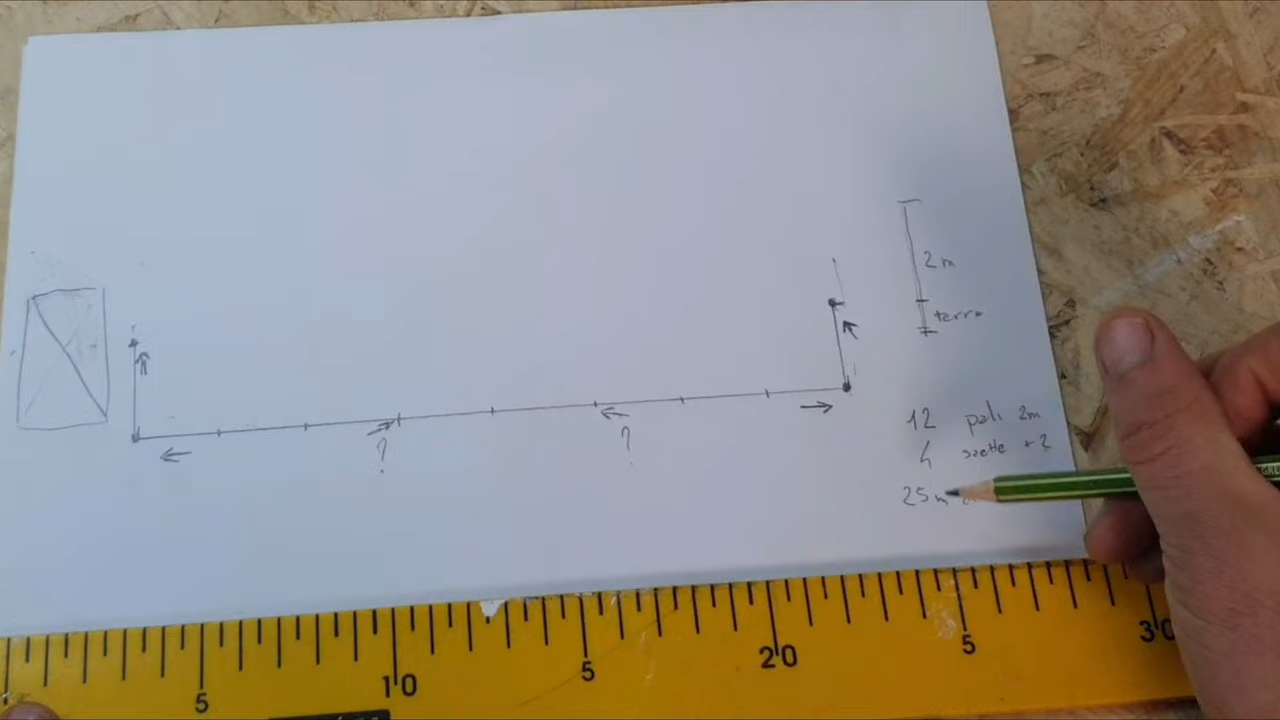 2m
terra
?
?
12 pali 2m
4 saette + 2
25m
5
10
5
20
5
30